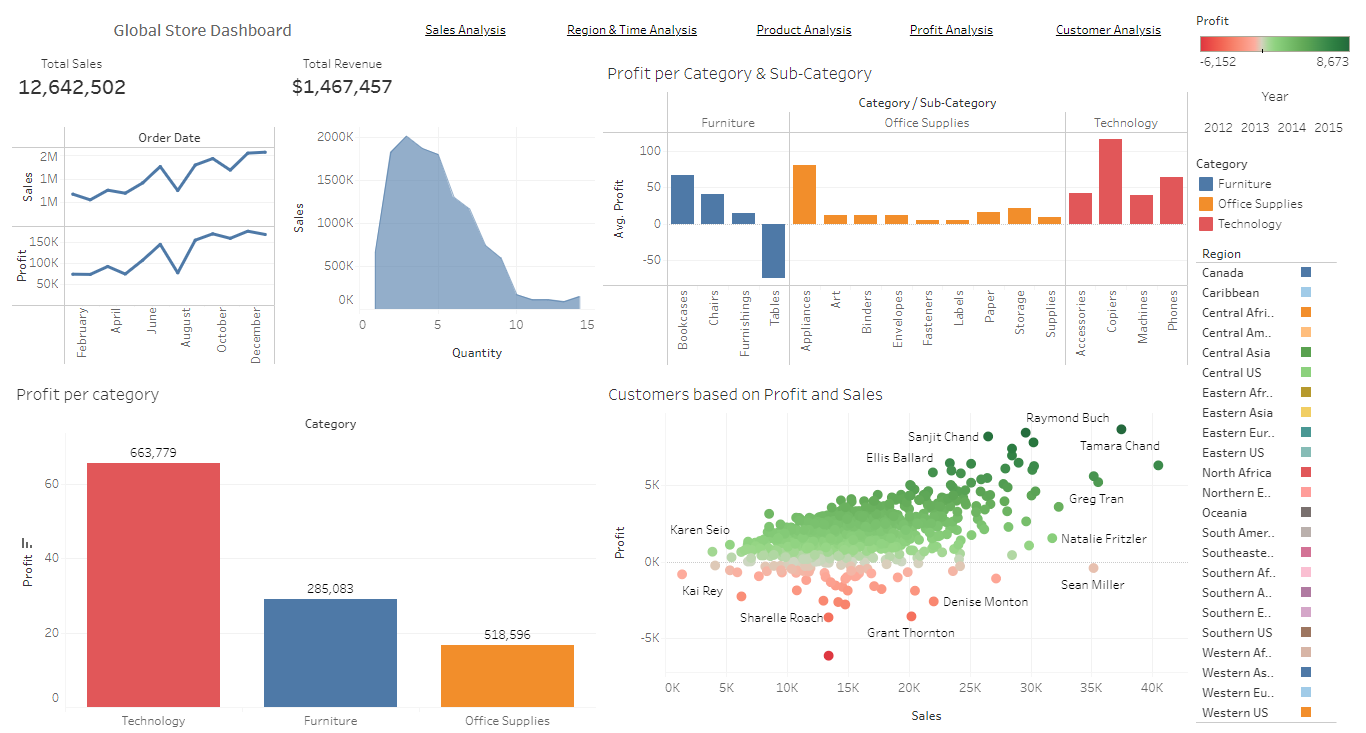 Global Store Dashboard
Sales Analysis
Region & Time Analysis
Product Analysis
Profit Analysis
Customer Analysis
Profit
-6,152 8,673
Total Sales
12,642,502
Total Revenue
$1,467,457
Order Date
Sales
2M
1M
1M
Profit
150K
100K
50K
February
April
June
August
October
December
Sales
2000K
1500K
1000K
500K
0K
0 5 10 15
Quantity
Profit per Category & Sub-Category
Category / Sub-Category
Furniture Office Supplies Technology
Avg. Profit
100
50
0
-50
Bookcases
Chairs
Furnishings
Tables
Appliances
Art
Binders
Envelopes
Fasteners
Labels
Paper
Storage
Supplies
Accessories
Copiers
Machines
Phones
Year
2012 2013 2014 2015
Category
Furniture
Office Supplies
Technology
Region
Canada
Caribbean
Central Afri..
Central Am..
Central Asia
Central US
Eastern Afr..
Eastern Asia
Eastern Eur..
Eastern US
North Africa
Northern E..
Oceania
South Amer..
Southeaste..
Southern Af..
Southern A..
Southern E..
Southern US
Western Af..
Western As..
Western Eu..
Western US
Profit per category
Category
663,779
285,083
518,596
Profit
60
40
20
0
Technology Furniture Office Supplies
Customers based on Profit and Sales
Raymond Buch
Sanjit Chand
Tamara Chand
Ellis Ballard
Greg Tran
Karen Seio
Natalie Fritzler
Kai Rey
Sean Miller
Denise Monton
Sharelle Roach
Grant Thornton
Profit
5K
0K
-5K
0K 5K 10K 15K 20K 25K 30K 35K 40K
Sales